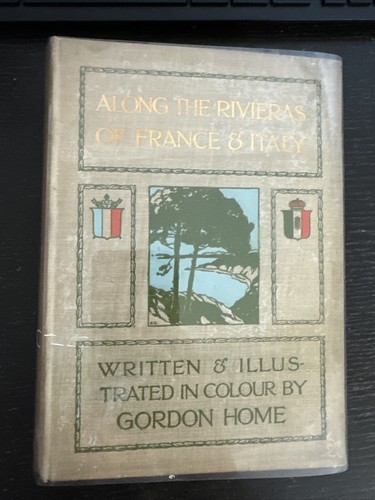 ALONG THE RIVIERAS
OF FRANCE & ITALY
WRITTEN & ILLUS-
TRATED IN COLOUR BY
GORDON HOME